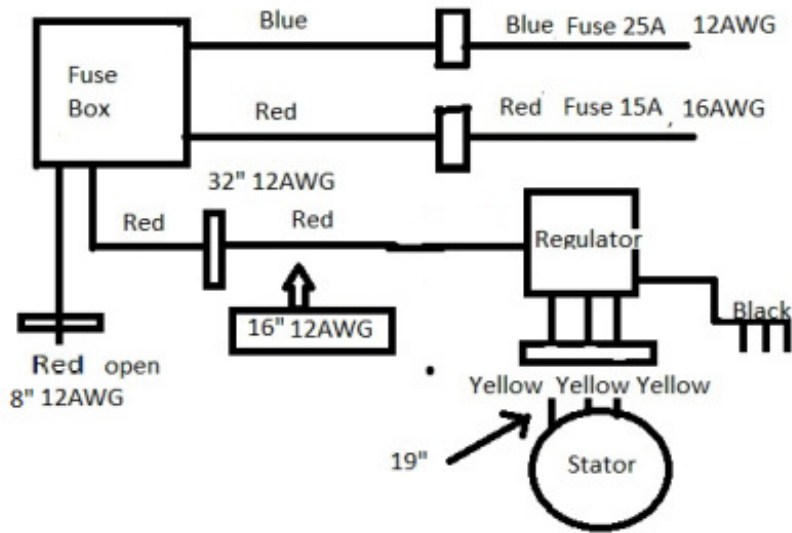 Blue
Blue Fuse 25A 12AWG
Fuse
Box
Red
Red Fuse 15A , 16AWG
32" 12AWG
Red
Red
Regulator
16" 12AWG
Black
Red open
8" 12AWG
Yellow Yellow Yellow
19"
Stator